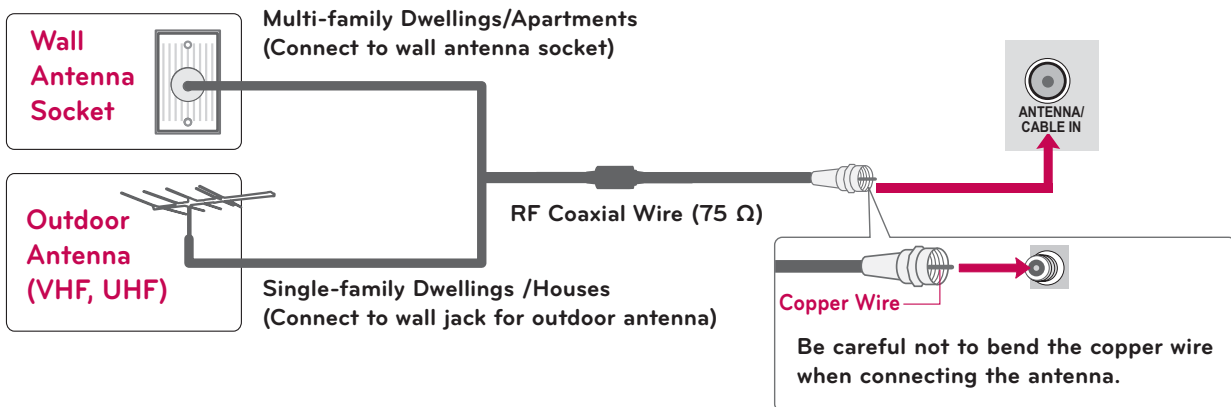 Wall
Antenna
Socket
Multi-family Dwellings/Apartments
(Connect to wall antenna socket)
ANTENNA/
CABLE IN
RF Coaxial Wire (75 Ω)
Outdoor
Antenna
(VHF, UHF)
Single-family Dwellings /Houses
(Connect to wall jack for outdoor antenna)
Copper Wire
Be careful not to bend the copper wire
when connecting the antenna.